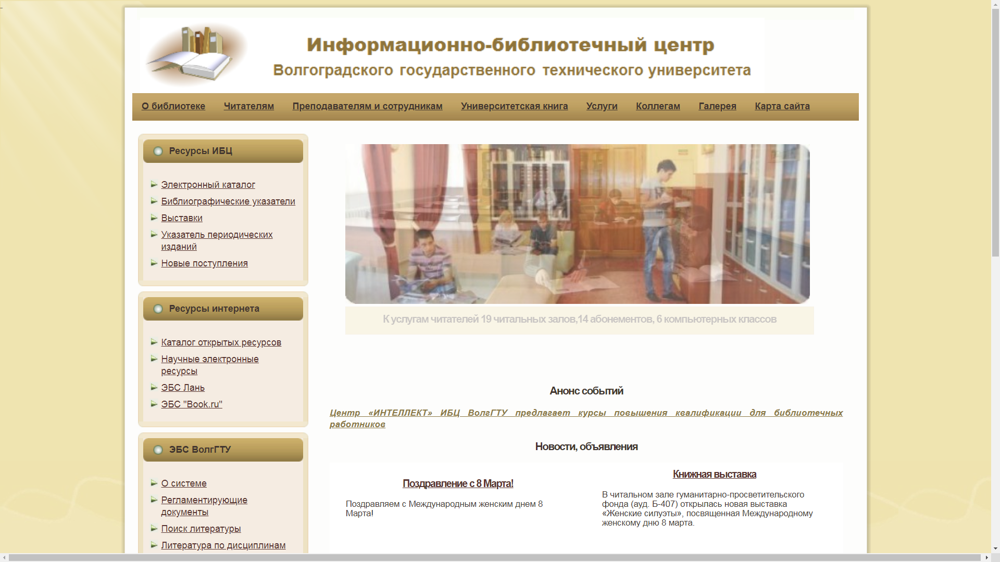 Информационно-библиотечный центр
Волгоградского государственного технического университета
О библиотеке Читателям Преподавателям и сотрудникам Университетская книга Услуги Коллегам Галерея Карта сайта
Ресурсы ИБЦ
Электронный каталог
Библиографические указатели
Выставки
Указатель периодических
изданий
Новые поступления
Ресурсы интернета
Каталог открытых ресурсов
Научные электронные
ресурсы
ЭБС Лань
ЭБС "Book.ru"
ЭБС ВолгГТУ
О системе
Регламентирующие
документы
Поиск литературы
Литература по дисциплинам
К услугам читателей 19 читальных залов,14 абонементов, 6 компьютерных классов
Анонс событий
Центр «ИНТЕЛЛЕКТ» ИБЦ ВолгГТУ предлагает курсы повышения квалификации для библиотечных
работников
Новости, объявления
Поздравление с 8 Марта!
Поздравляем с Международным женским днем 8
Марта!
Книжная выставка
В читальном зале гуманитарно-просветительского
фонда (ауд. Б-407) открылась новая выставка
«Женские силуэты», посвященная Международному
женскому дню 8 марта.